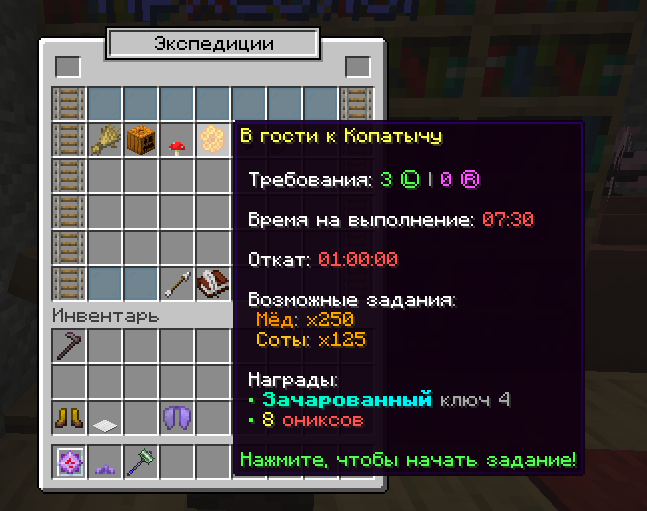 Экспедиции
В гости к Копатычу
Требования: 3 Ⓛ | 0 Ⓡ
Время на выполнение: 07:30
Откат: 01:00:00
Возможные задания:
Мёд: x250
Соты: x125
Инвентарь
Награды:
• Зачарованный ключ 4
• 8 ониксов
Нажмите, чтобы начать задание!